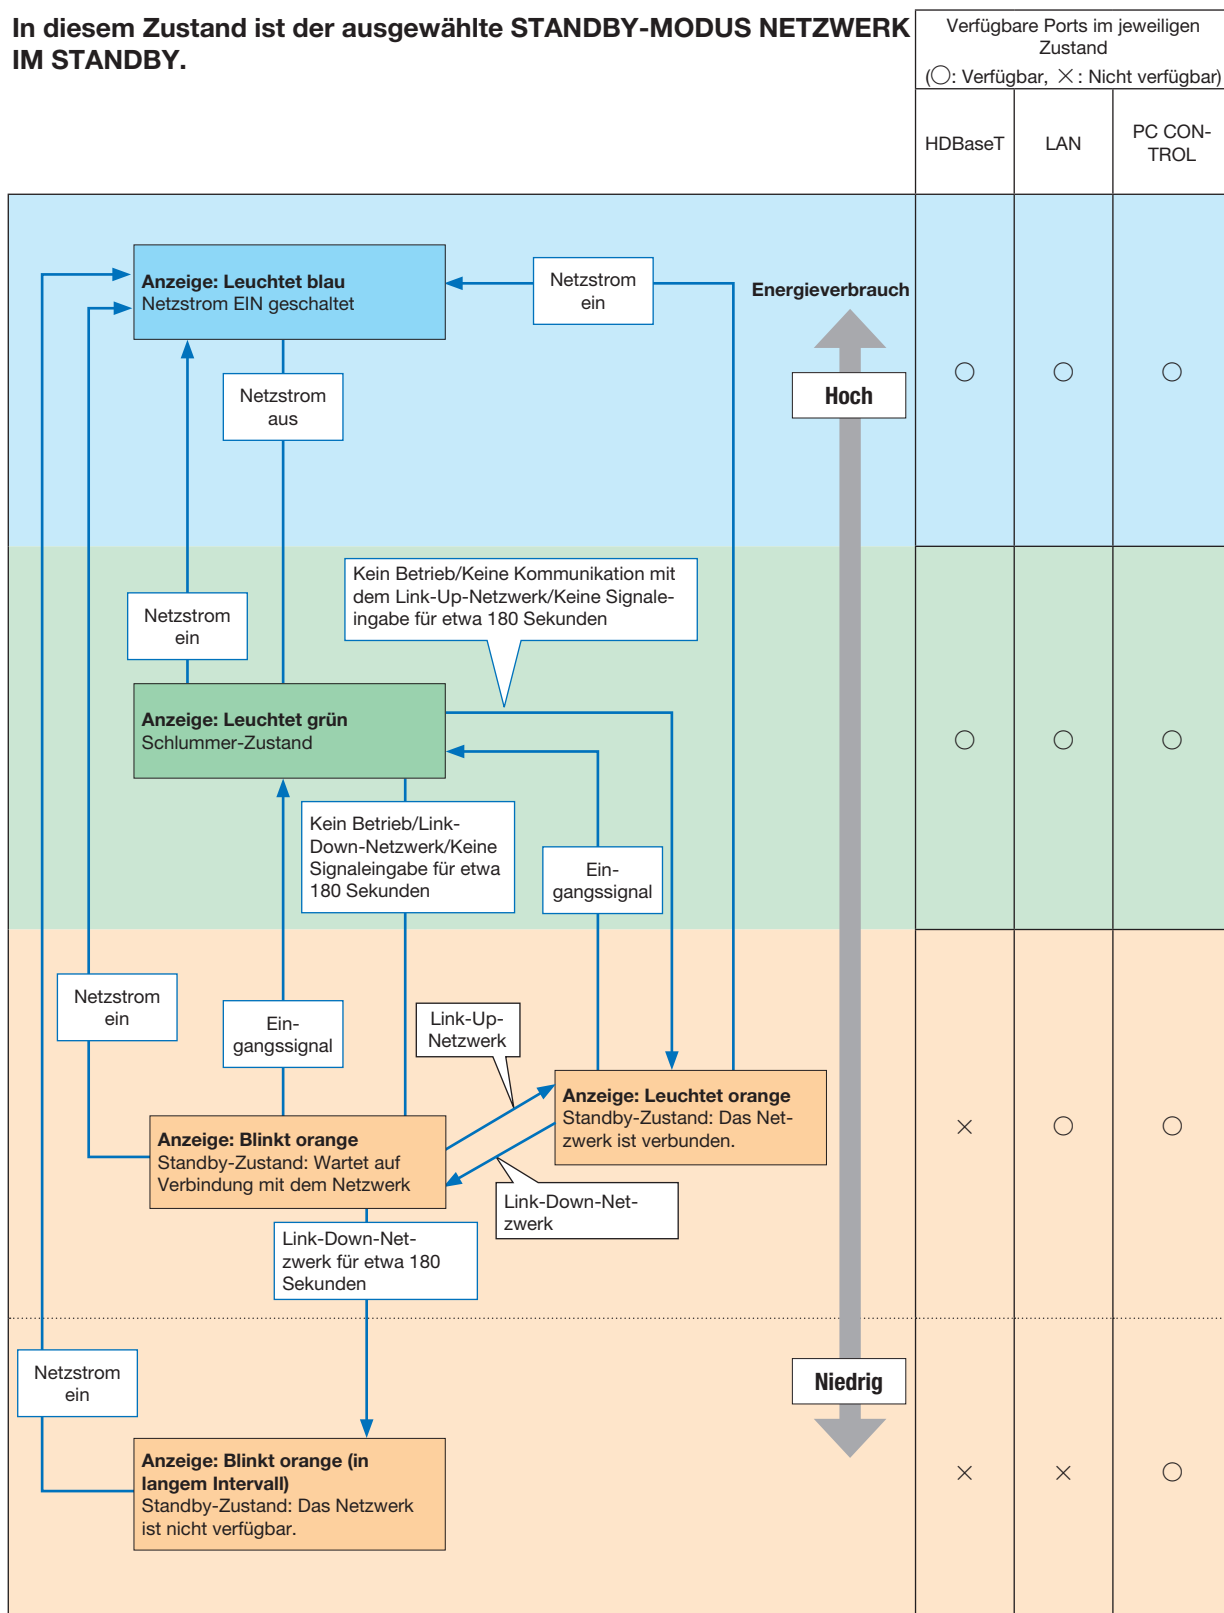 In diesem Zustand ist der ausgewählte STANDBY-MODUS NETZWERK
IM STANDBY.
Verfügbare Ports im jeweiligen
Zustand
(○: Verfügbar, ×: Nicht verfügbar)
HDBaseT
LAN
PC CON-
TROL
Anzeige: Leuchtet blau
Netzstrom EIN geschaltet
Netzstrom
ein
Energieverbrauch
Netzstrom
aus
Hoch
○ ○ ○
Kein Betrieb/Keine Kommunikation mit
dem Link-Up-Netzwerk/Keine Signale-
ingabe für etwa 180 Sekunden
Netzstrom
ein
Anzeige: Leuchtet grün
Schlummer-Zustand
○ ○ ○
Kein Betrieb/Link-
Down-Netzwerk/Keine
Signaleingabe für etwa
180 Sekunden
Ein-
gangssignal
Netzstrom
ein
Ein-
gangssignal
Link-Up-
Netzwerk
Anzeige: Leuchtet orange
Standby-Zustand: Das Net-
zwerk ist verbunden.
× ○ ○
Anzeige: Blinkt orange
Standby-Zustand: Wartet auf
Verbindung mit dem Netzwerk
Link-Down-Net-
zwerk
Link-Down-Net-
zwerk für etwa 180
Sekunden
Netzstrom
ein
Niedrig
Anzeige: Blinkt orange (in
langem Intervall)
Standby-Zustand: Das Netzwerk
ist nicht verfügbar.
× × ○